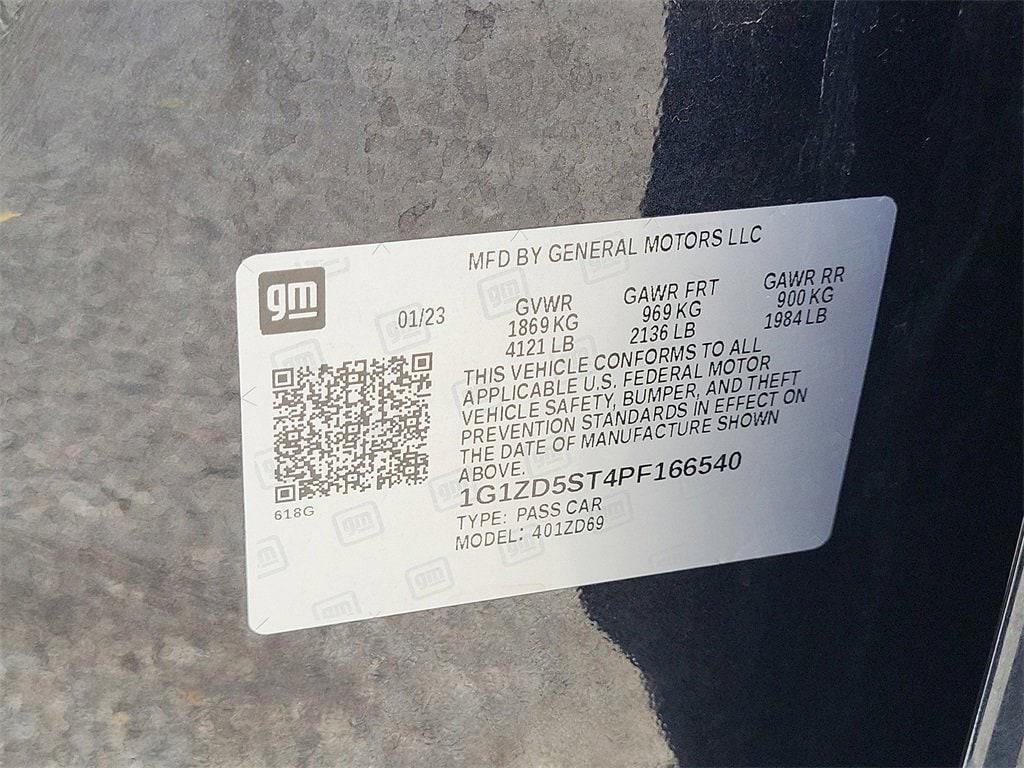 MFD BY GENERAL MOTORS LLC
gm
01/23
GVWR GAWR FRT GAWR RR
1869 KG 969 KG 900 KG
4121 LB 2136 LB 1984 LB
THIS VEHICLE CONFORMS TO ALL
APPLICABLE U.S. FEDERAL MOTOR
VEHICLE SAFETY, BUMPER, AND THEFT
PREVENTION STANDARDS IN EFFECT ON
THE DATE OF MANUFACTURE SHOWN
ABOVE.
1G1ZD5ST4PF166540
TYPE: PASS CAR
MODEL: 401ZD69
618G